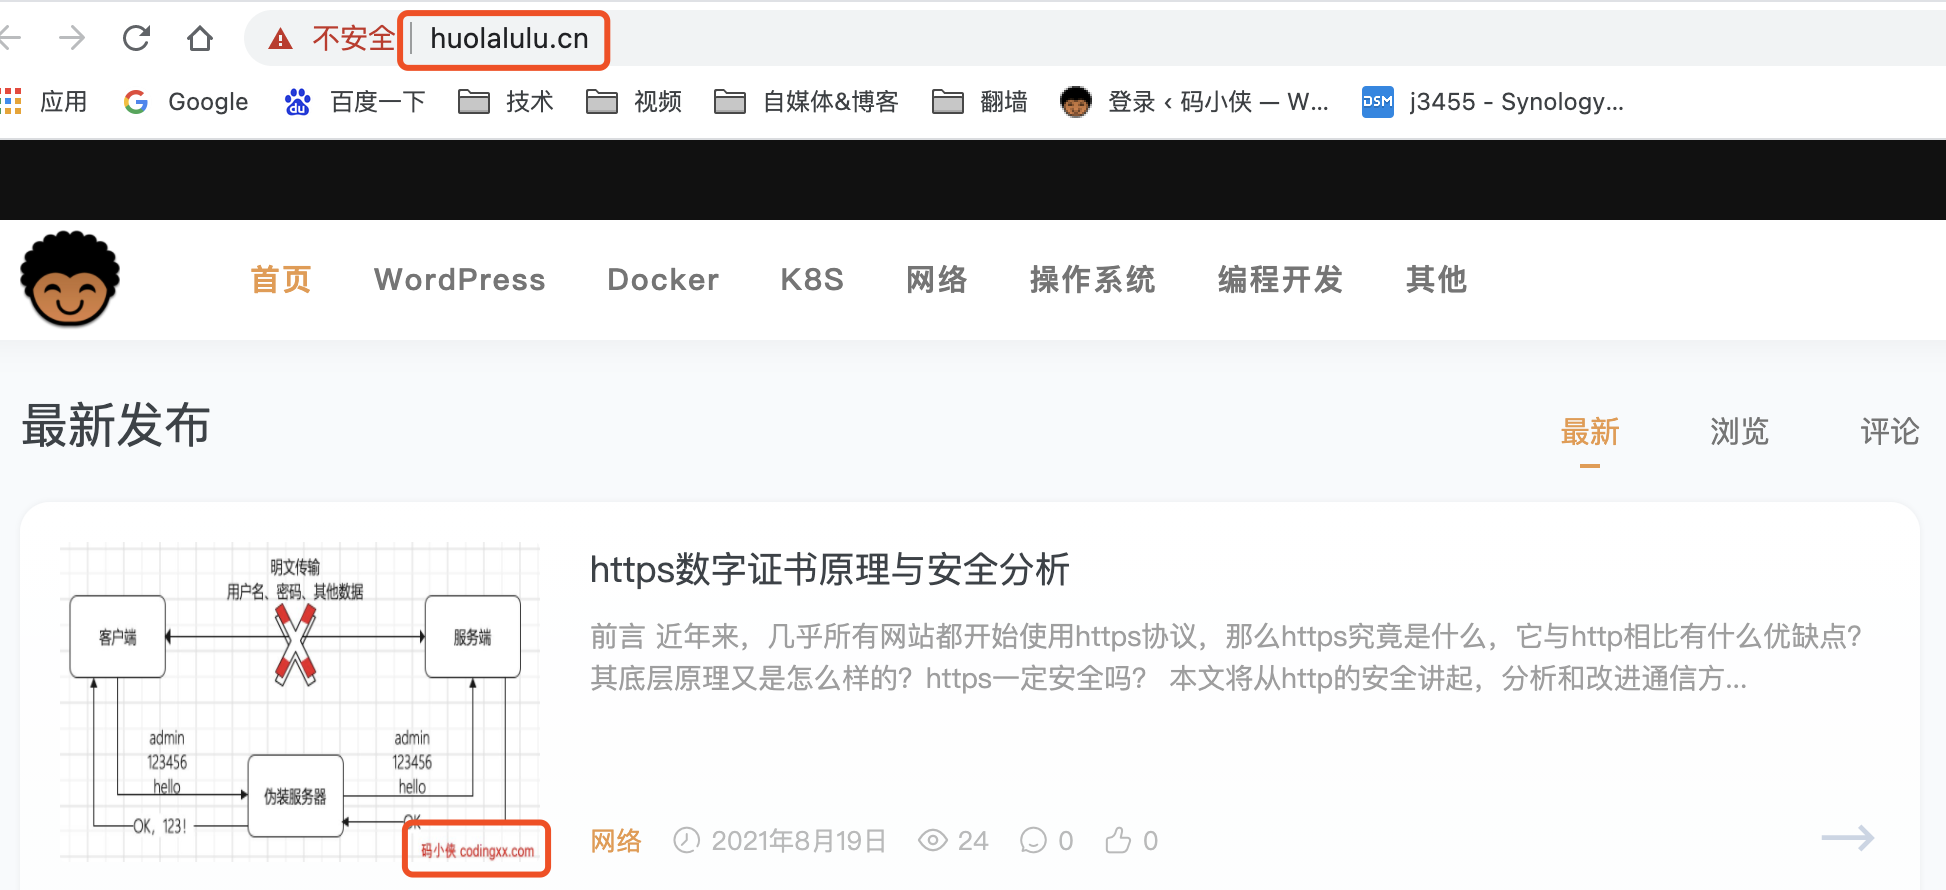 不安全 huolalulu.cn
应用 Google 百度一下 技术 视频 自媒体&博客 翻墙 登录 ‹ 码小侠 — W... DSM j3455 - Synology...
首页 WordPress Docker K8S 网络 操作系统 编程开发 其他
最新发布
最新 浏览 评论
明文传输
用户名、密码、其他数据
客户端
服务端
admin
123456
hello
admin
123456
hello
伪装服务器
OK, 123!
OK
码小侠 codingxx.com
https数字证书原理与安全分析
前言 近年来，几乎所有网站都开始使用https协议，那么https究竟是什么，它与http相比有什么优缺点？
其底层原理又是怎么样的？https一定安全吗？ 本文将从http的安全讲起，分析和改进通信方...
网络 2021年8月19日 24 0 0